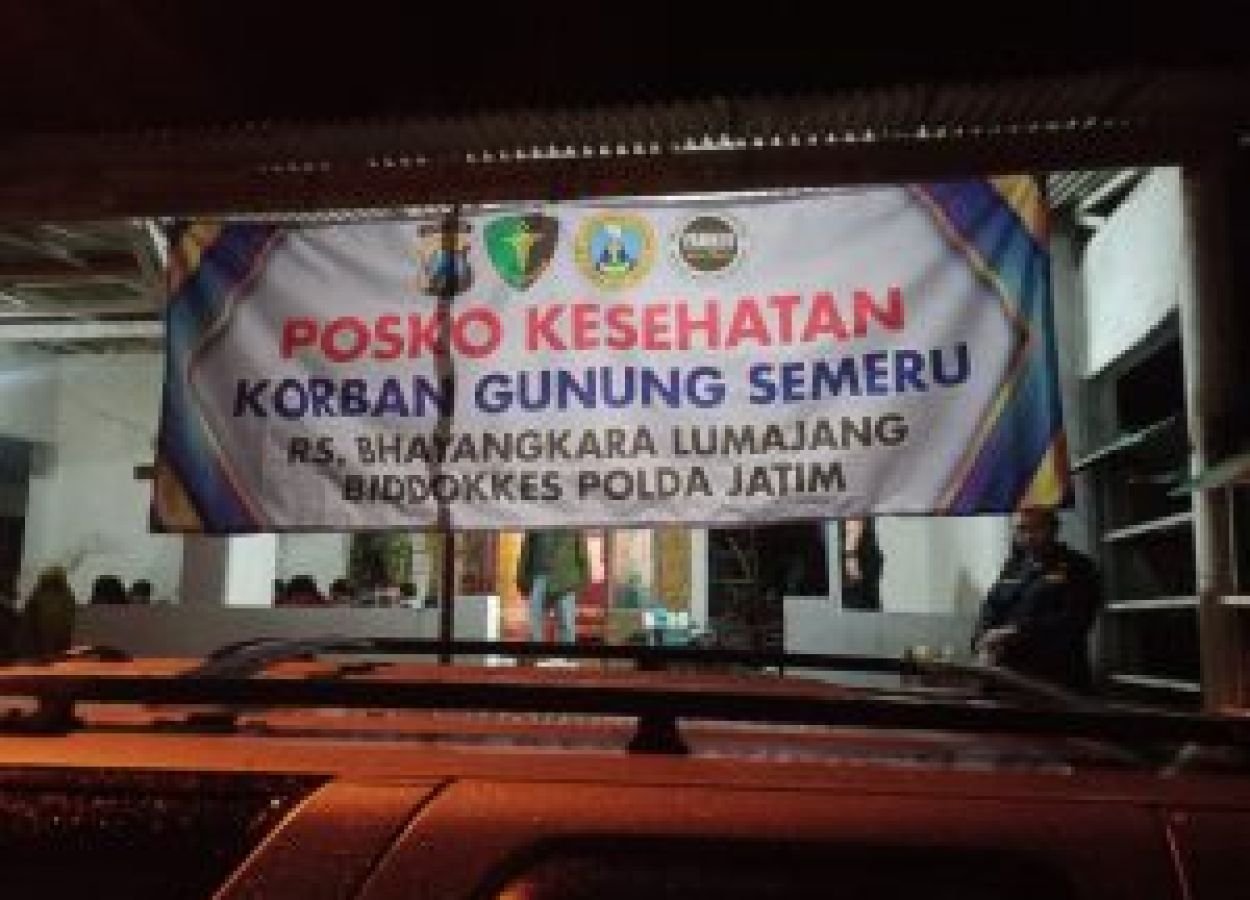 POSKO KESEHATAN
KORBAN GUNUNG SEMERU
RS. BHAYANGKARA LUMAJANG
BIDDOKKES POLDA JATIM